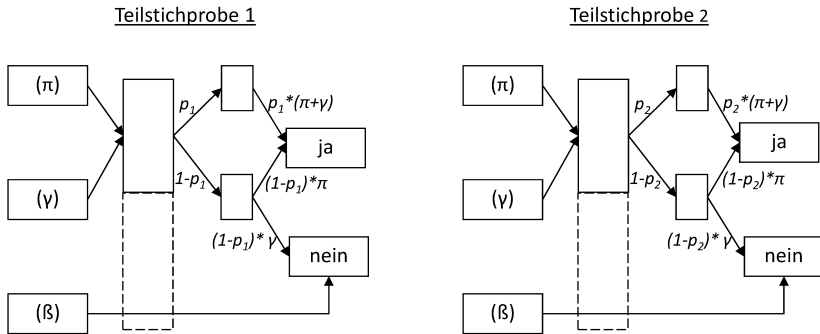 Teilstichprobe 1
(π)
p₁
p₁*(π+γ)
ja
(γ)
1-p₁
(1-p₁)*π
(1-p₁)* γ
nein
(ß)
Teilstichprobe 2
(π)
p₂
p₂*(π+γ)
ja
(γ)
1-p₂
(1-p₂)*π
(1-p₂)* γ
nein
(ß)